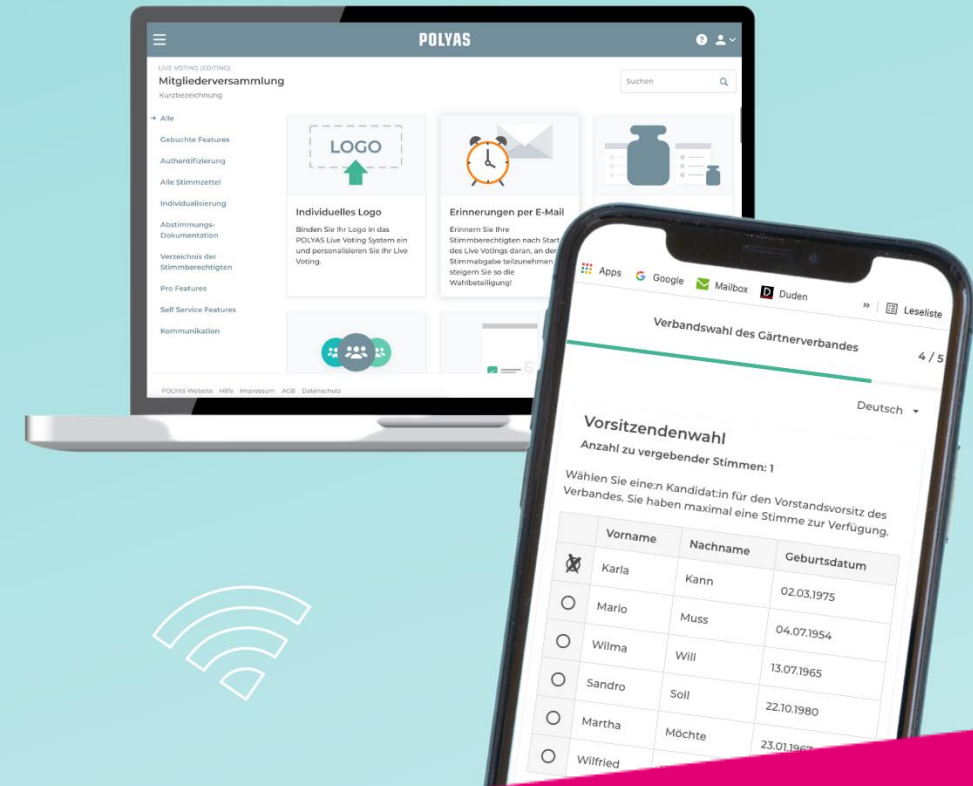 POLYAS
LIVE VOTING (EDITING)
Mitgliederversammlung
Kurzbezeichnung
Suchen
Alle
Gebuchte Features
Authentifizierung
Alle Stimmzettel
Individualisierung
Abstimmungs-
Dokumentation
Verzeichnis der
Stimmberechtigten
Pro Features
Self Service Features
Kommunikation
LOGO
Individuelles Logo
Binden Sie Ihr Logo in das
POLYAS Live Voting System ein
und personalisieren Sie Ihr Live
Voting.
Erinnerungen per E-Mail
Erinnern Sie Ihre
Stimmberechtigten nach Start
des Live Votings daran, an der
Stimmabgabe teilzunehmen
steigern Sie so die
Wahlbeteiligung!
POLYAS Website Hilfe Impressum AGB Datenschutz
Apps Google Mailbox Duden » Leseliste
Verbandswahl des Gärtnerverbandes 4 / 5
Deutsch
Vorsitzendenwahl
Anzahl zu vergebender Stimmen: 1
Wählen Sie eine:n Kandidat:in für den Vorstandsvorsitz des
Verbandes. Sie haben maximal eine Stimme zur Verfügung.
Vorname Nachname Geburtsdatum
Karla Kann 02.03.1975
Mario Muss 04.07.1954
Wilma Will 13.07.1965
Sandro Soll 22.10.1980
Martha Möchte
Wilfried